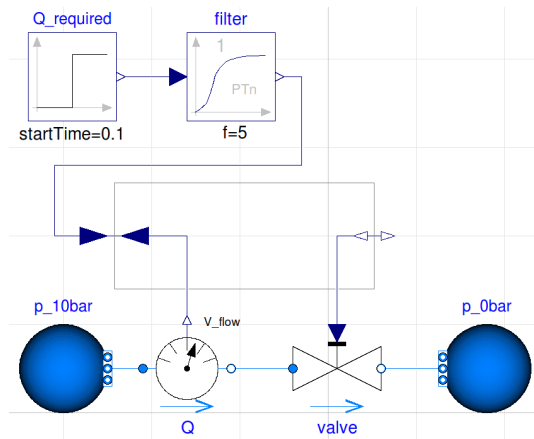 Q_required
filter
1
PTn
startTime=0.1
f=5
p_10bar
p_0bar
V_flow
Q
valve